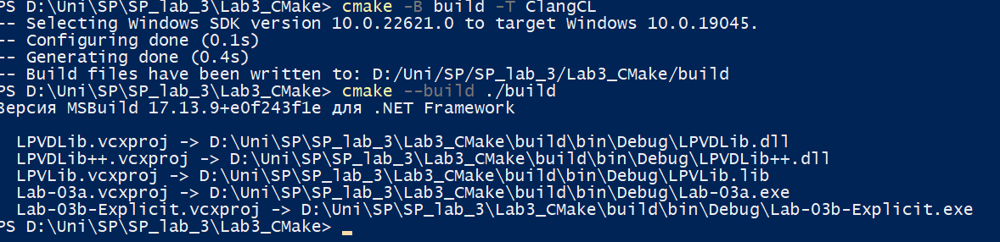 PS D:\Uni\SP\SP_lab_3\Lab3_CMake> cmake -B build -T ClangCL
-- Selecting Windows SDK version 10.0.22621.0 to target Windows 10.0.19045.
-- Configuring done (0.1s)
-- Generating done (0.4s)
-- Build files have been written to: D:/Uni/SP/SP_lab_3/Lab3_CMake/build
PS D:\Uni\SP\SP_lab_3\Lab3_CMake> cmake --build ./build
Версия MSBuild 17.13.9+e0f243f1e для .NET Framework
LPVDLib.vcxproj -> D:\Uni\SP\SP_lab_3\Lab3_CMake\build\bin\Debug\LPVDLib.dll
LPVDLib++.vcxproj -> D:\Uni\SP\SP_lab_3\Lab3_CMake\build\bin\Debug\LPVDLib++.dll
LPVLib.vcxproj -> D:\Uni\SP\SP_lab_3\Lab3_CMake\build\bin\Debug\LPVLib.lib
Lab-03a.vcxproj -> D:\Uni\SP\SP_lab_3\Lab3_CMake\build\bin\Debug\Lab-03a.exe
Lab-03b-Explicit.vcxproj -> D:\Uni\SP\SP_lab_3\Lab3_CMake\build\bin\Debug\Lab-03b-Explicit.exe
PS D:\Uni\SP\SP_lab_3\Lab3_CMake>